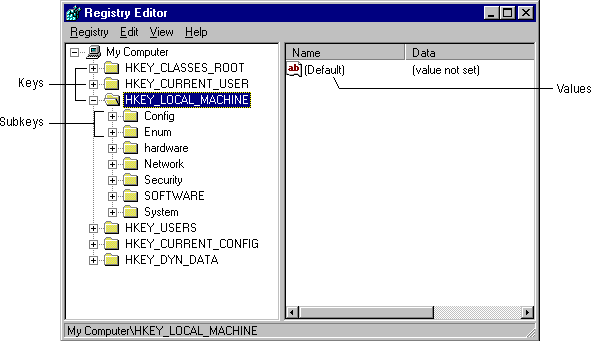 Registry Editor
Registry Edit View Help
My Computer
HKEY_CLASSES_ROOT
HKEY_CURRENT_USER
HKEY_LOCAL_MACHINE
Config
Enum
hardware
Network
Security
SOFTWARE
System
HKEY_USERS
HKEY_CURRENT_CONFIG
HKEY_DYN_DATA
Name Data
ab (Default) (value not set)
Keys
Subkeys
Values
My Computer\HKEY_LOCAL_MACHINE